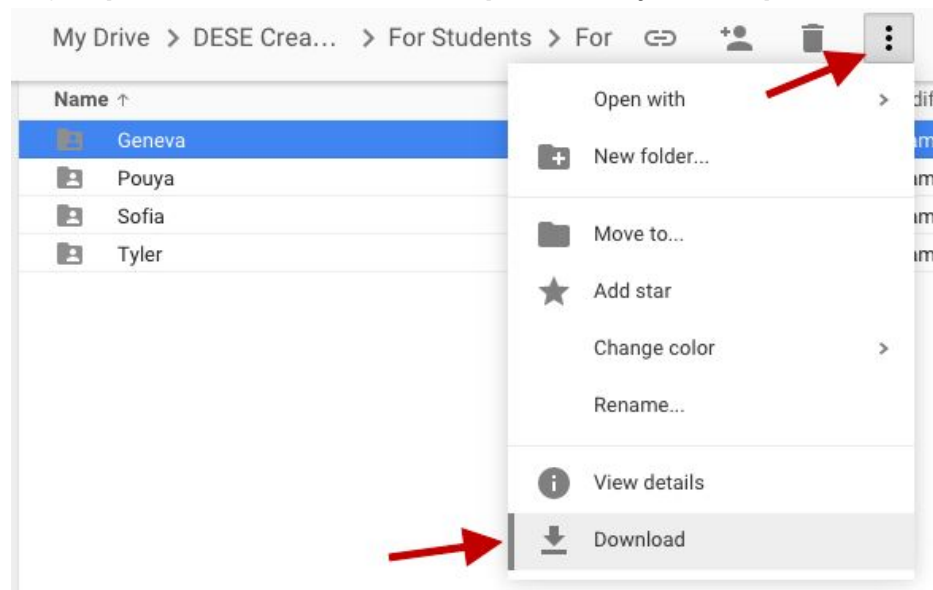 My Drive > DESE Crea... > For Students > For
Name ↑
Geneva
Pouya
Sofia
Tyler
Open with >
New folder...
Move to...
Add star
Change color >
Rename...
View details
Download